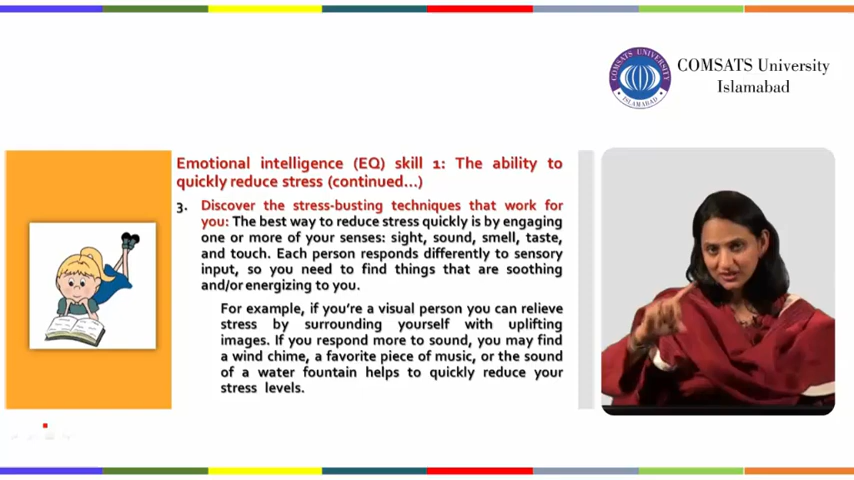 COMSATS UNIVERSITY
ISLAMABAD
COMSATS University
Islamabad
Emotional intelligence (EQ) skill 1: The ability to
quickly reduce stress (continued...)
3. Discover the stress-busting techniques that work for
you: The best way to reduce stress quickly is by engaging
one or more of your senses: sight, sound, smell, taste,
and touch. Each person responds differently to sensory
input, so you need to find things that are soothing
and/or energizing to you.
For example, if you're a visual person you can relieve
stress by surrounding yourself with uplifting
images. If you respond more to sound, you may find
a wind chime, a favorite piece of music, or the sound
of a water fountain helps to quickly reduce your
stress levels.